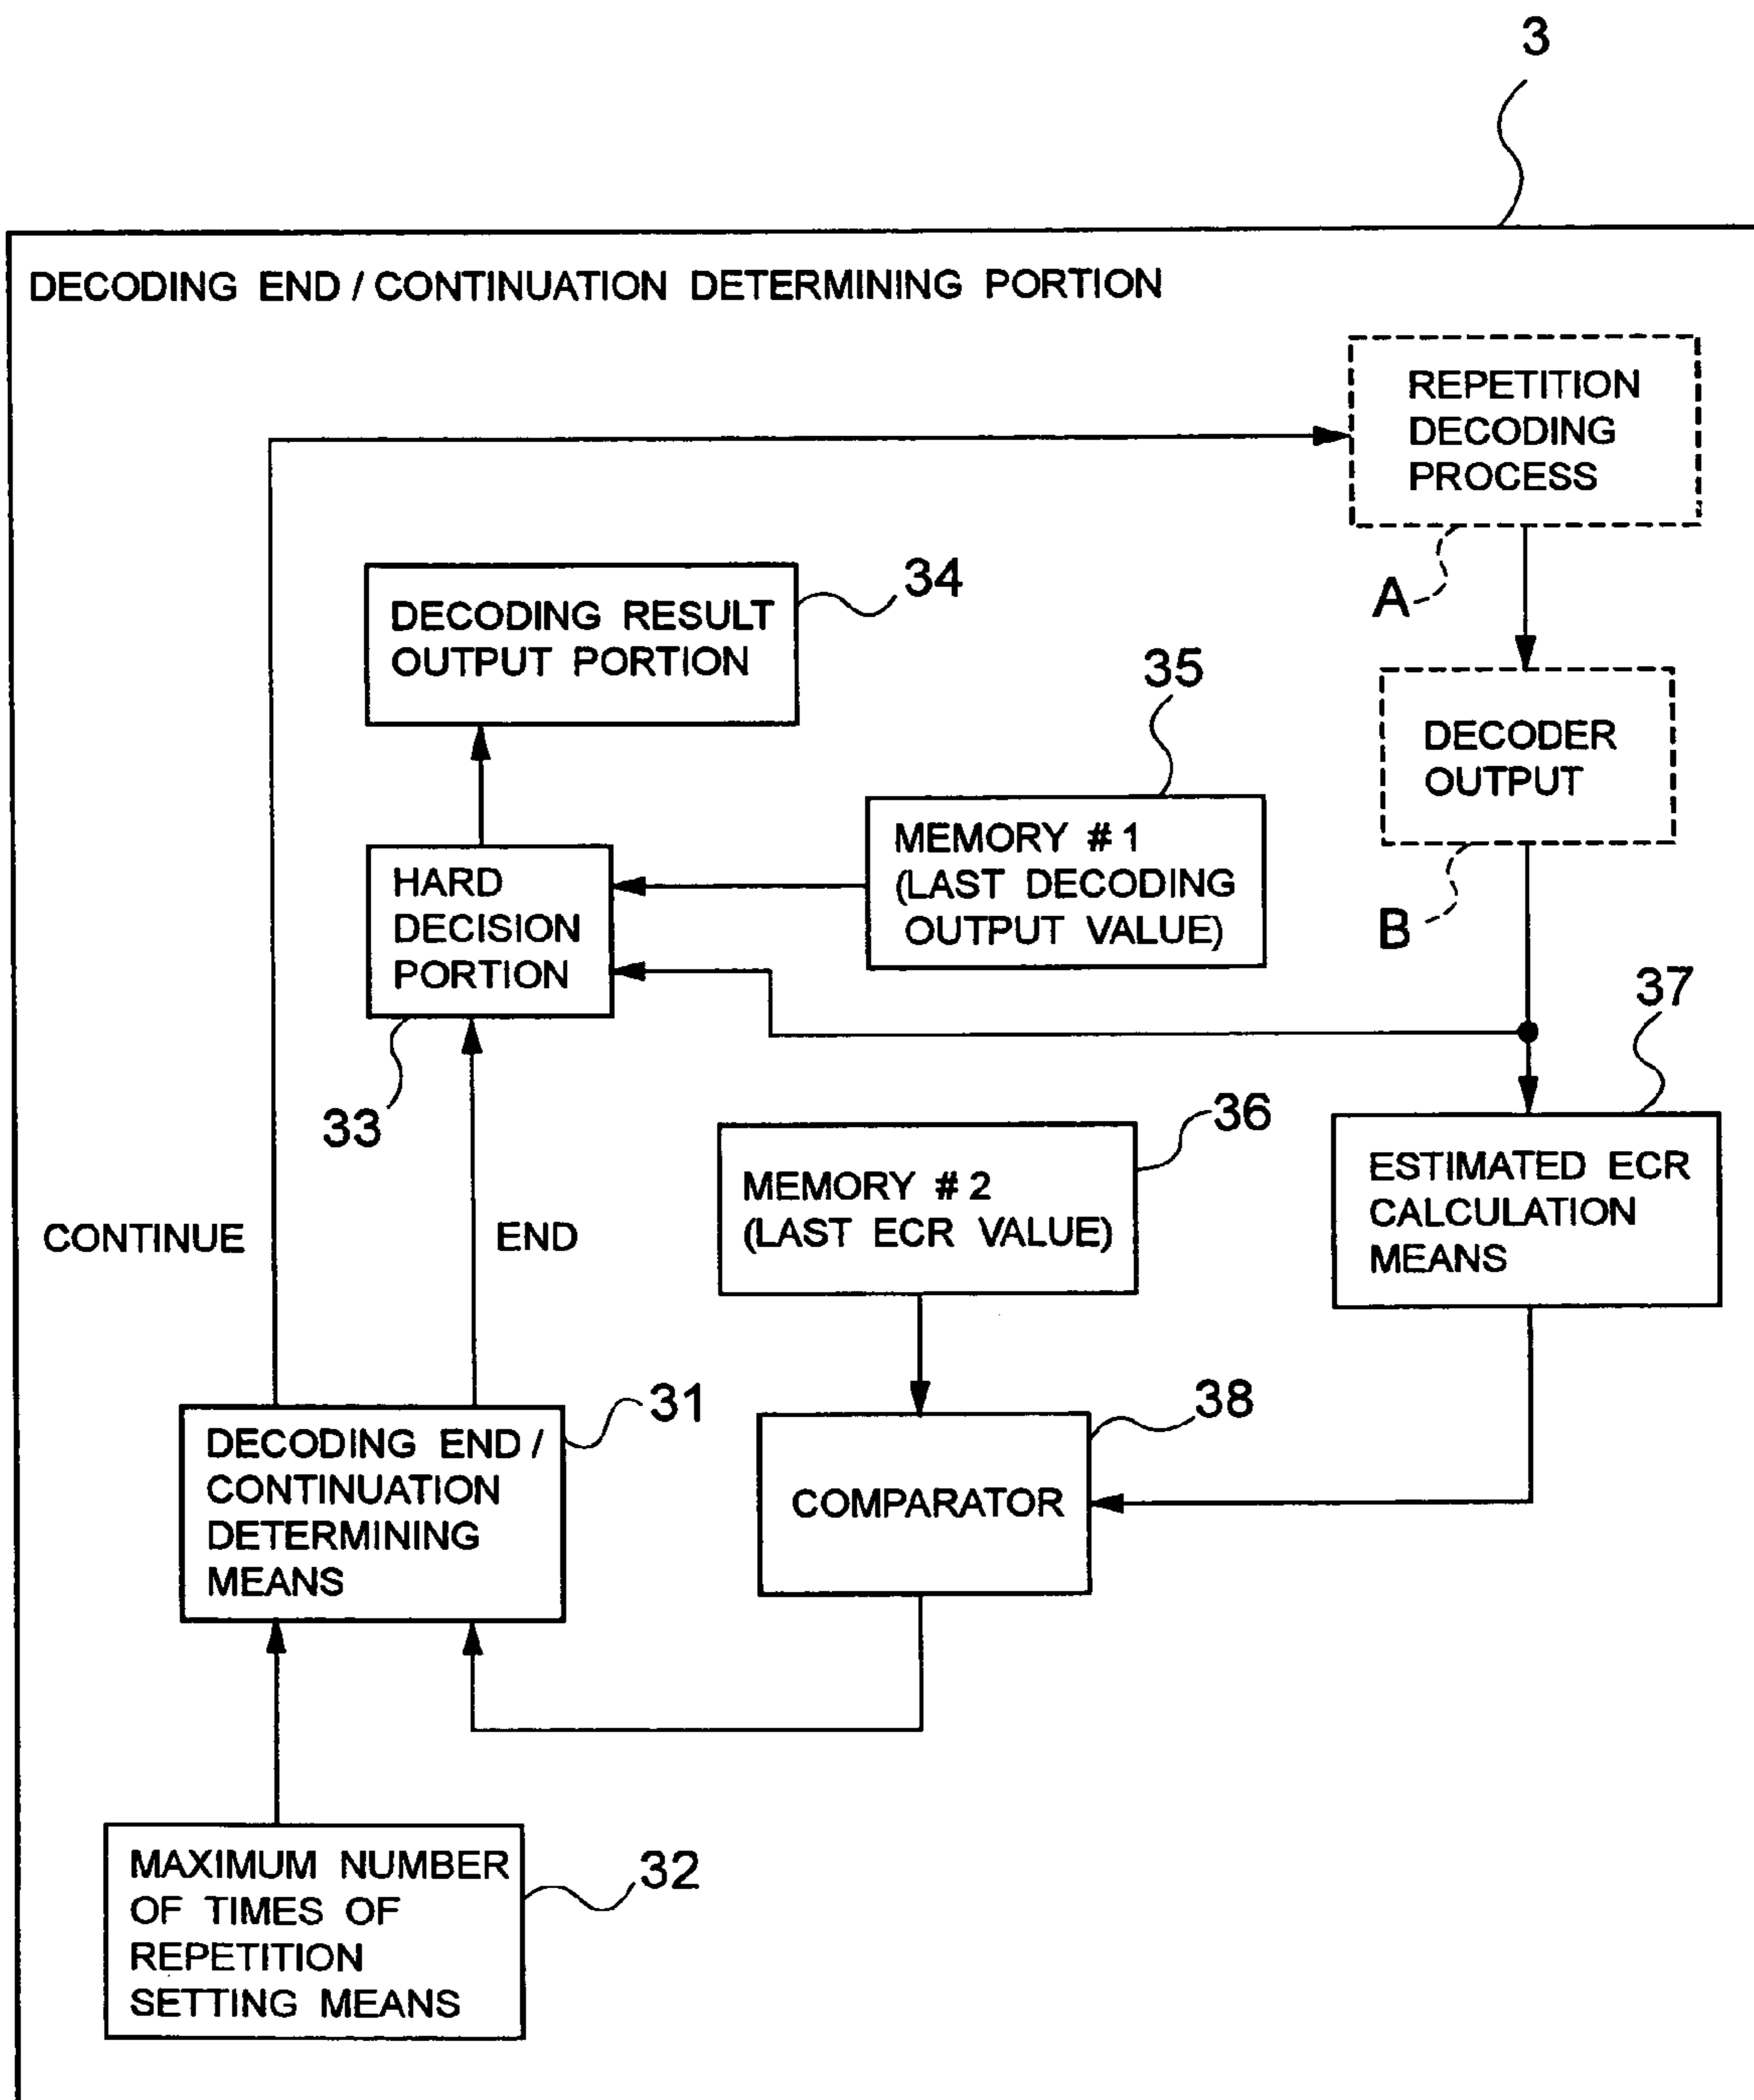 3
DECODING END / CONTINUATION DETERMINING PORTION
REPETITION
DECODING
PROCESS
A
DECODING RESULT
OUTPUT PORTION
34
DECODER
OUTPUT
B
35
MEMORY # 1
(LAST DECODING
OUTPUT VALUE)
HARD
DECISION
PORTION
33
37
ESTIMATED ECR
CALCULATION
MEANS
36
MEMORY # 2
(LAST ECR VALUE)
CONTINUE
END
31
DECODING END /
CONTINUATION
DETERMINING
MEANS
38
COMPARATOR
MAXIMUM NUMBER
OF TIMES OF
REPETITION
SETTING MEANS
32